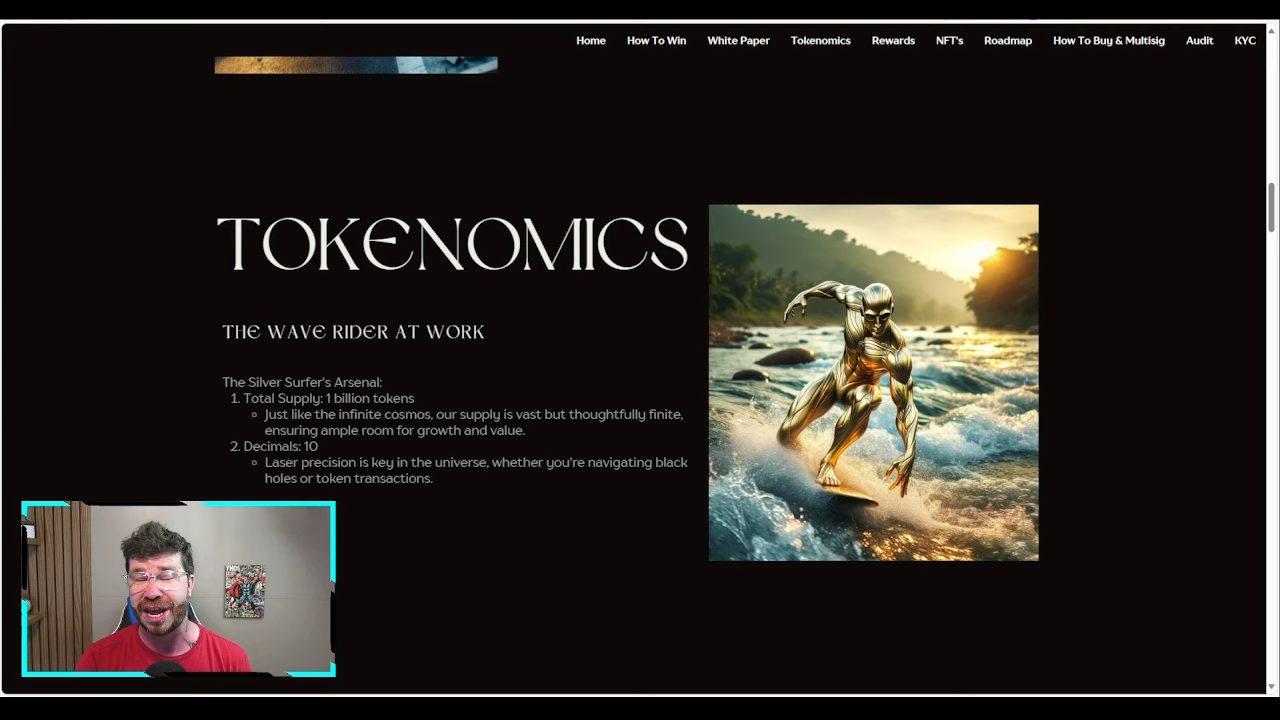 Home How To Win White Paper Tokenomics Rewards NFT's Roadmap How To Buy & Multisig Audit KYC
TOKENOMICS
THE WAVE RIDER AT WORK
The Silver Surfer's Arsenal:
1. Total Supply: 1 billion tokens
Just like the infinite cosmos, our supply is vast but thoughtfully finite,
ensuring ample room for growth and value.
2. Decimals: 10
Laser precision is key in the universe, whether you're navigating black
holes or token transactions.